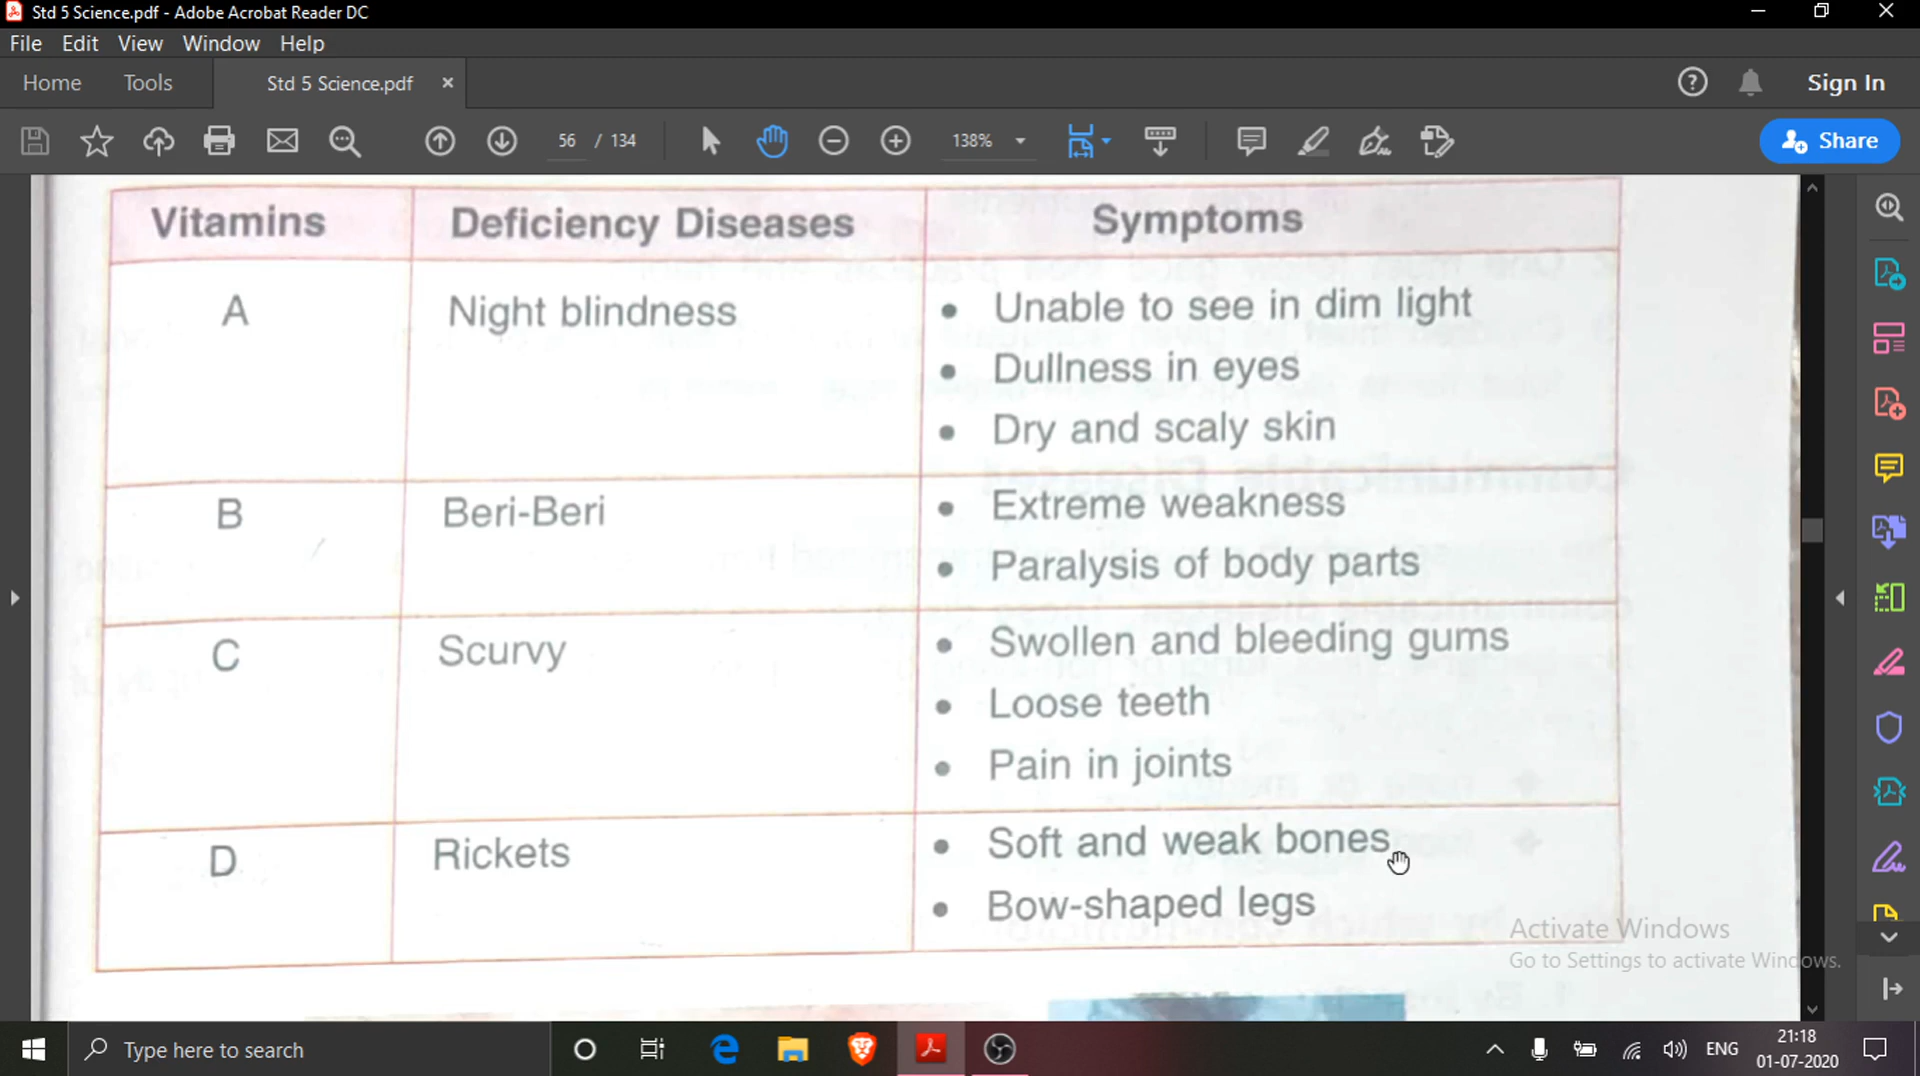 Std 5 Science.pdf - Adobe Acrobat Reader DC
File Edit View Window Help
Home Tools Std 5 Science.pdf × Sign In
56 / 134 138% Share
Vitamins Deficiency Diseases Symptoms
A Night blindness • Unable to see in dim light
• Dullness in eyes
• Dry and scaly skin
B Beri-Beri • Extreme weakness
• Paralysis of body parts
C Scurvy • Swollen and bleeding gums
• Loose teeth
• Pain in joints
D Rickets • Soft and weak bones
• Bow-shaped legs
Activate Windows
Go to Settings to activate Windows.
Type here to search ENG 21:18
01-07-2020